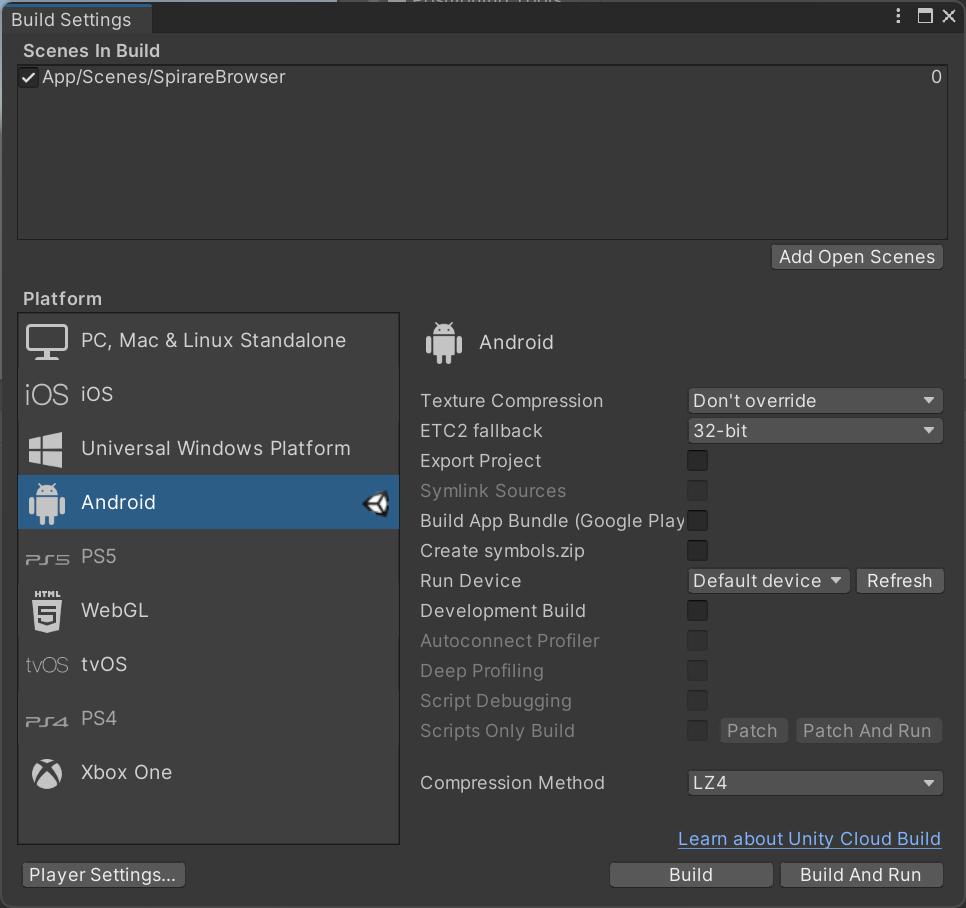 Build Settings
Scenes In Build
App/Scenes/SpirareBrowser 0
Add Open Scenes
Platform
PC, Mac & Linux Standalone
iOS iOS
Universal Windows Platform
Android
PS5 PS5
HTML 5 WebGL
tvOS tvOS
PS4 PS4
Xbox One
Android
Texture Compression Don't override
ETC2 fallback 32-bit
Export Project
Symlink Sources
Build App Bundle (Google Play
Create symbols.zip
Run Device Default device Refresh
Development Build
Autoconnect Profiler
Deep Profiling
Script Debugging
Scripts Only Build Patch Patch And Run
Compression Method LZ4
Learn about Unity Cloud Build
Player Settings... Build Build And Run